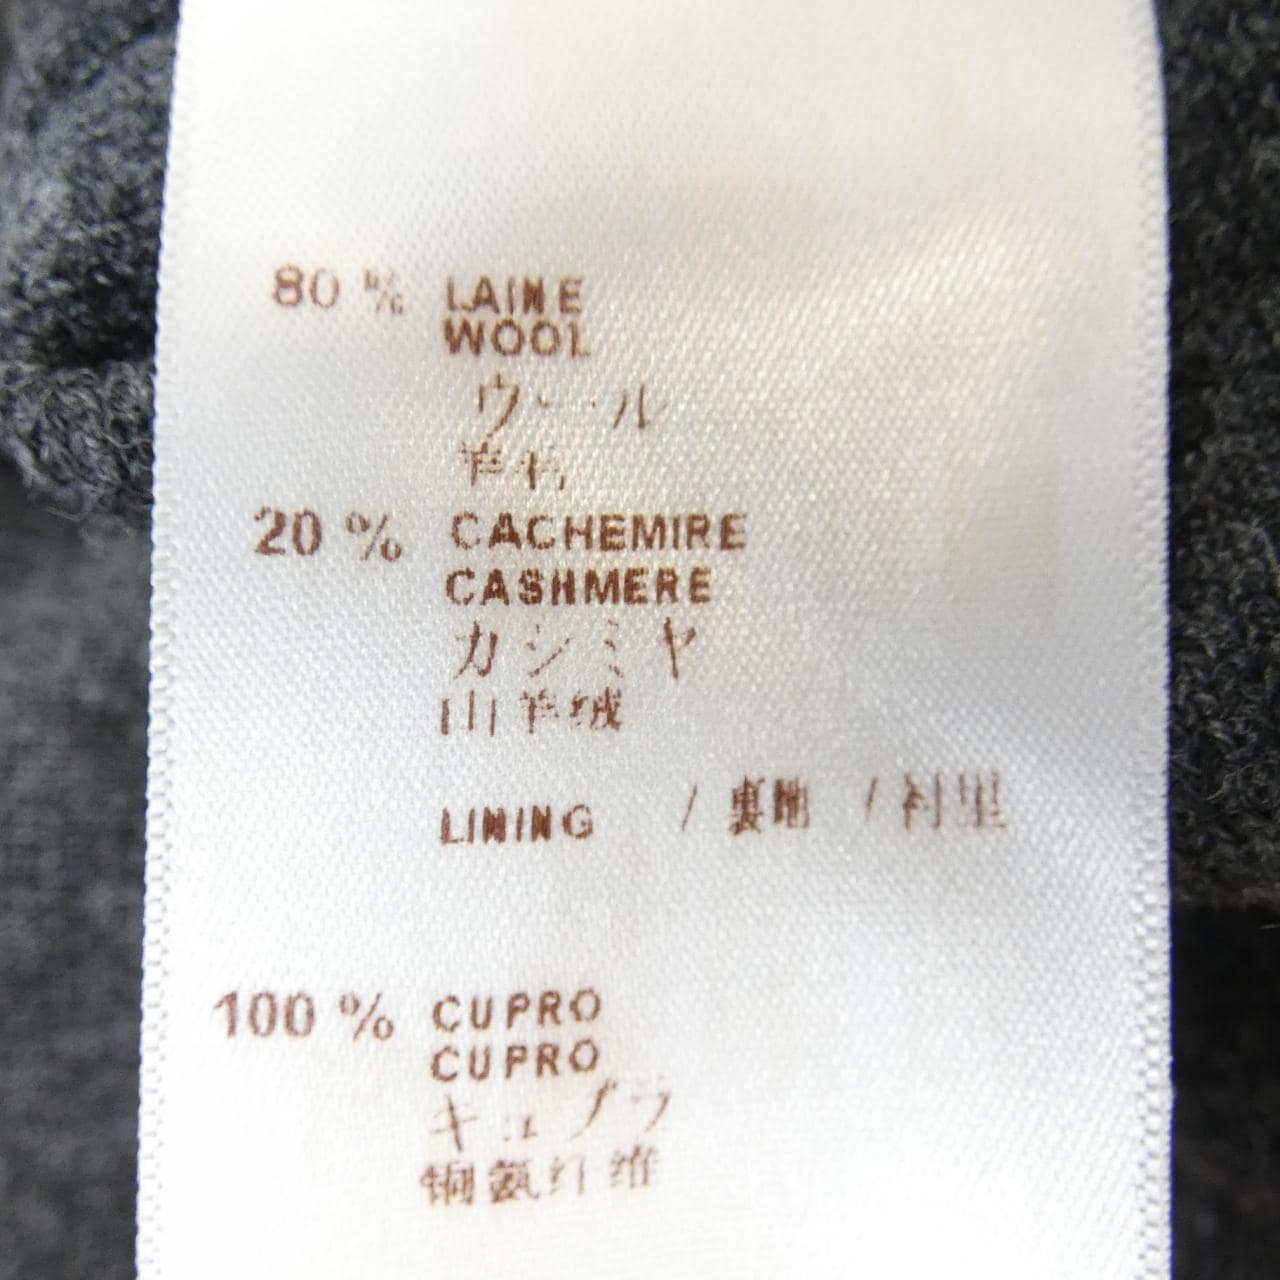 80 % LAINE
WOOL
ウール
羊毛
20 % CACHEMIRE
CASHMERE
カシミヤ
山羊绒
LINING / 裏地 / 衬里
100 % CUPRO
CUPRO
キュプラ
铜氨纤维